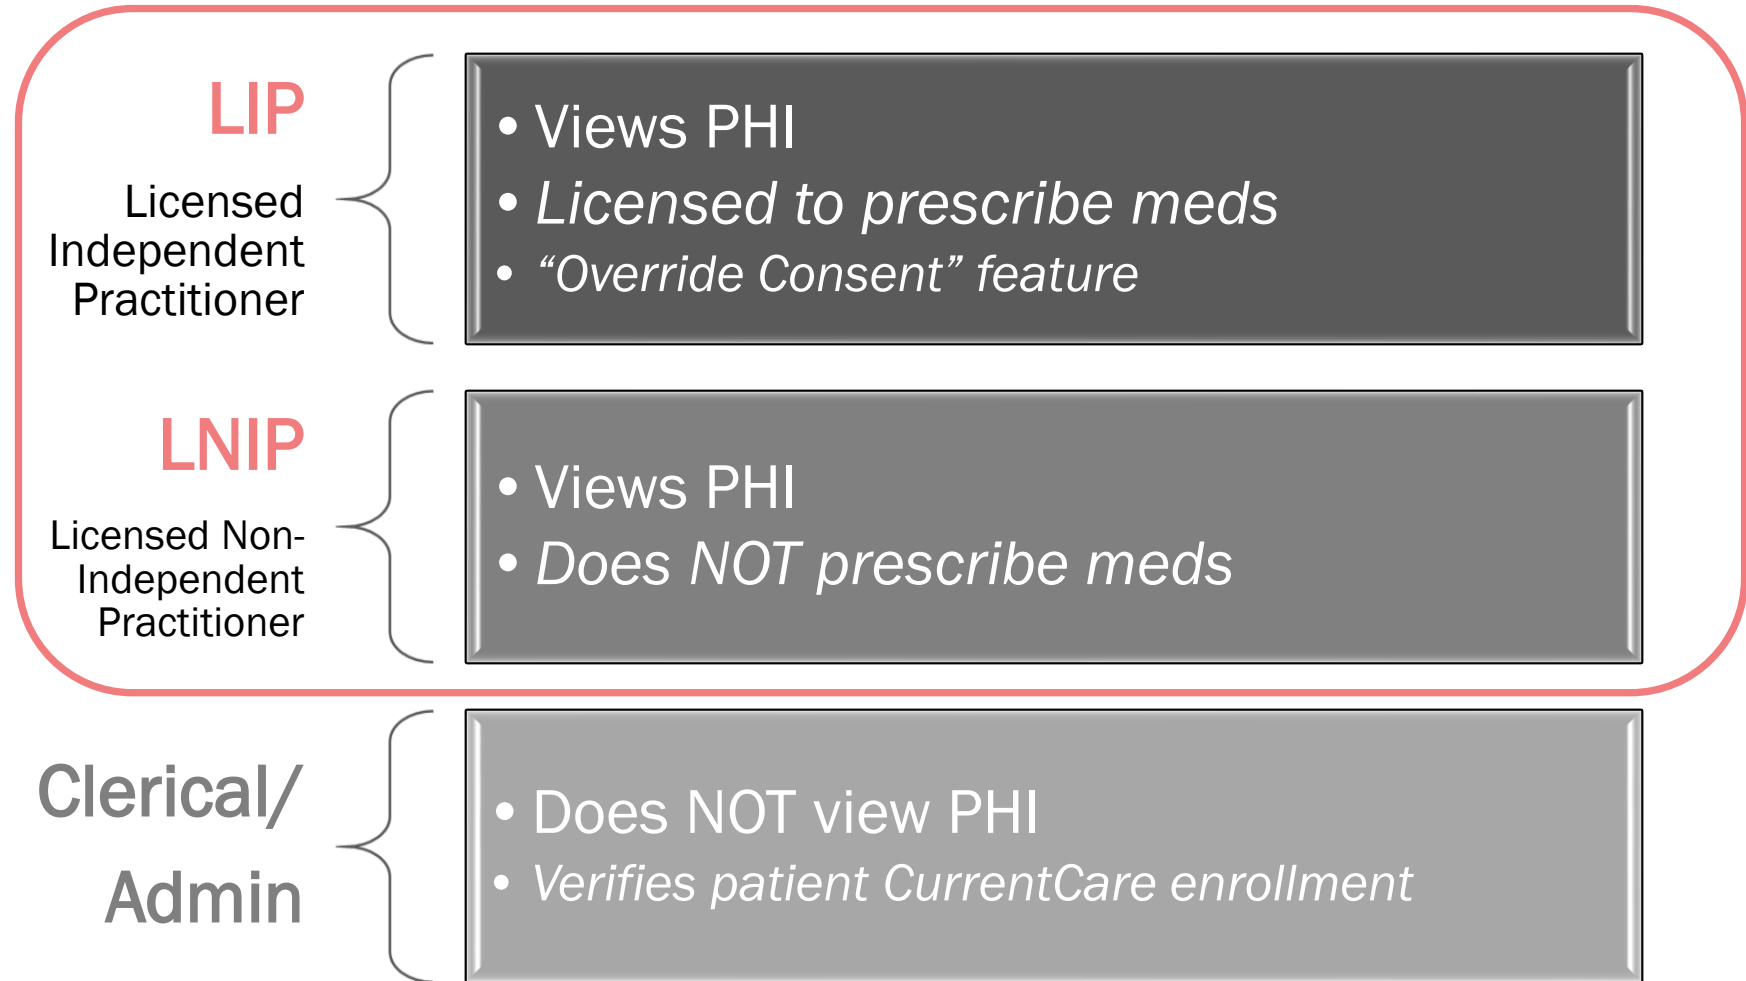 LIP
Licensed
Independent
Practitioner
• Views PHI
• Licensed to prescribe meds
• “Override Consent” feature
LNIP
Licensed Non-
Independent
Practitioner
• Views PHI
• Does NOT prescribe meds
Clerical/
Admin
• Does NOT view PHI
• Verifies patient CurrentCare enrollment